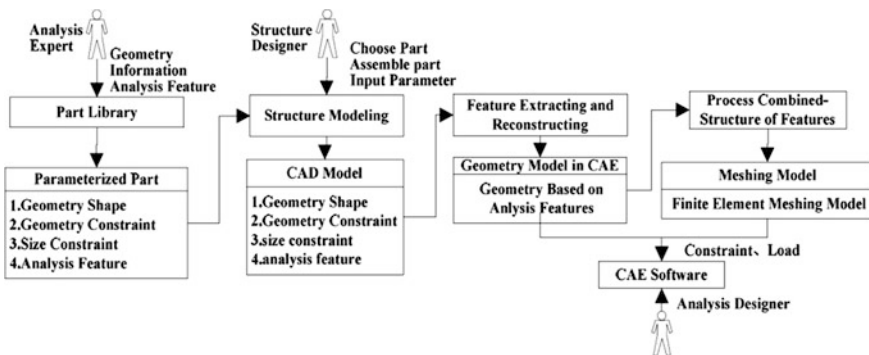 Analysis
Expert
Geometry
Information
Analysis Feature
Part Library
Parameterized Part
1.Geometry Shape
2.Geometry Constraint
3.Size Constraint
4.Analysis Feature
Structure
Designer
Choose Part
Assemble part
Input Parameter
Structure Modeling
CAD Model
1.Geometry Shape
2.Geometry Constraint
3.size constraint
4.analysis feature
Feature Extracting and
Reconstructing
Geometry Model in CAE
Geometry Based on
Anlysis Features
Process Combined-
Structure of Features
Meshing Model
Finite Element Meshing Model
Constraint、Load
CAE Software
Analysis Designer